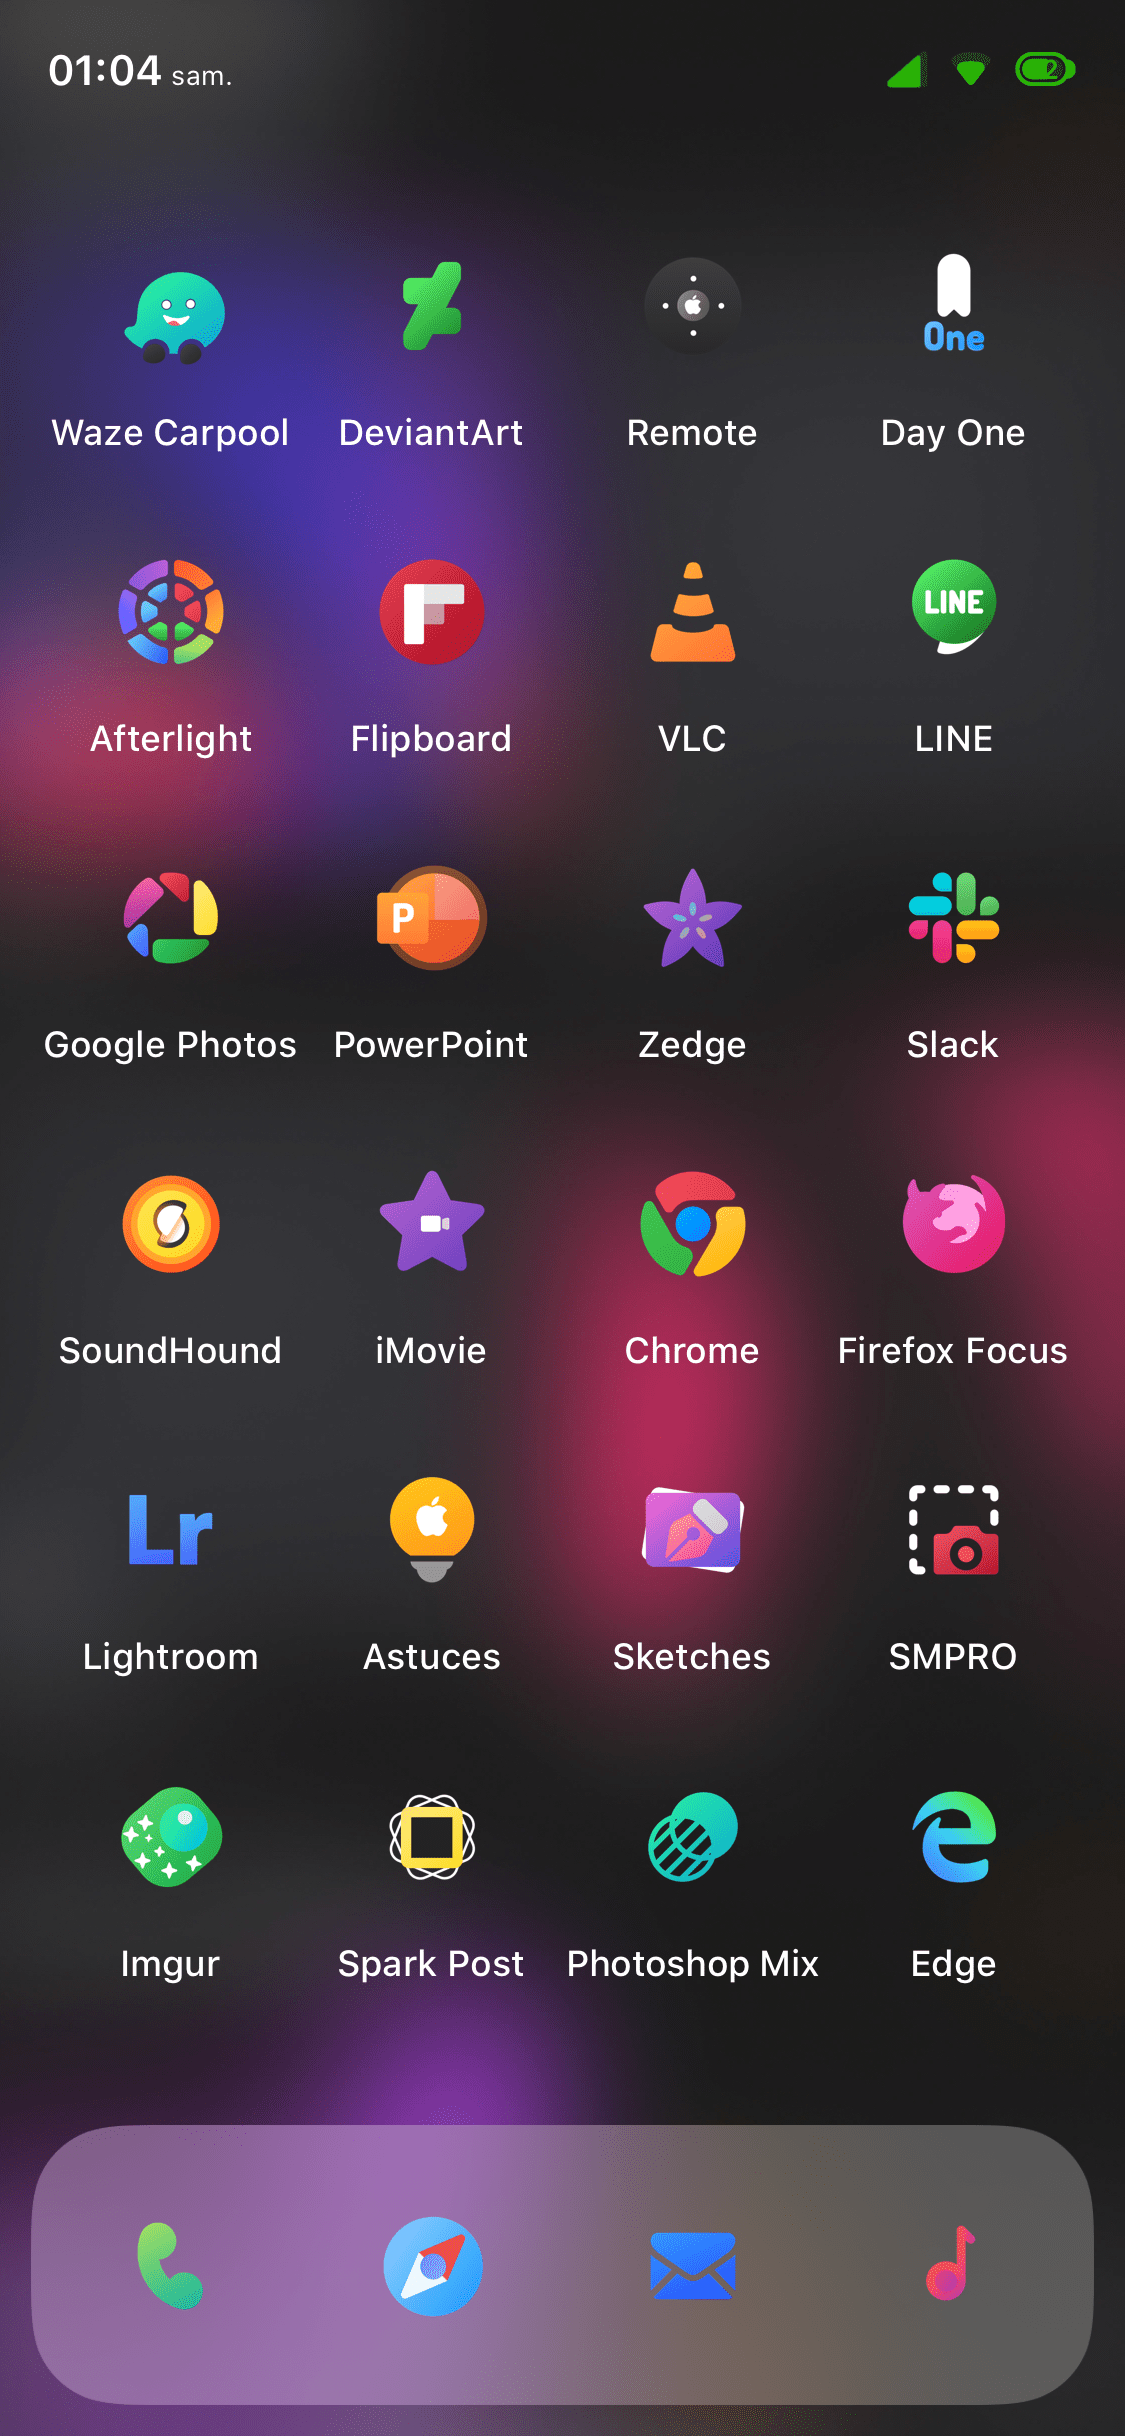 01:04 sam.
2
One
Waze Carpool DeviantArt Remote Day One
LINE
Afterlight Flipboard VLC LINE
P
Google Photos PowerPoint Zedge Slack
SoundHound iMovie Chrome Firefox Focus
Lr
Lightroom Astuces Sketches SMPRO
Imgur Spark Post Photoshop Mix Edge